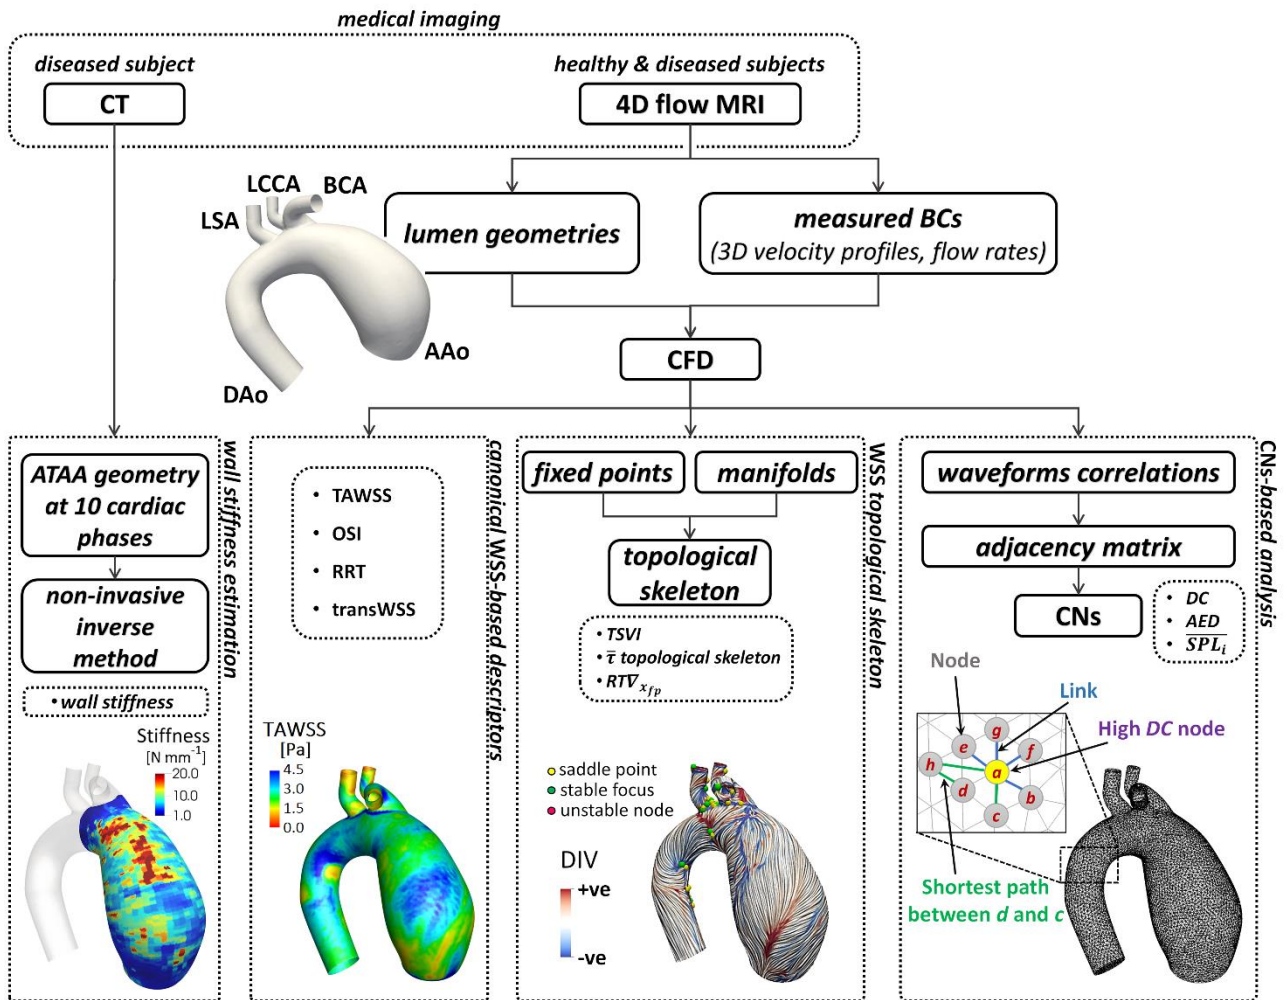 medical imaging
diseased subject
CT
healthy & diseased subjects
4D flow MRI
LSA
LCCA
BCA
AAo
DAo
lumen geometries
measured BCs
(3D velocity profiles, flow rates)
CFD
wall stiffness estimation
ATAA geometry
at 10 cardiac
phases
non-invasive
inverse
method
• wall stiffness
Stiffness
[N mm⁻¹]
20.0
10.0
1.0
canonical WSS-based descriptors
• TAWSS
• OSI
• RRT
• transWSS
TAWSS
[Pa]
4.5
3.0
1.5
0.0
WSS topological skeleton
fixed points
manifolds
topological
skeleton
• TSVI
• τ̅ topological skeleton
• RT∇ₓ_fp
saddle point
stable focus
unstable node
DIV
+ve
-ve
CNs-based analysis
waveforms correlations
adjacency matrix
CNs
• DC
• AED
• S̅P̅L̅ᵢ
Node
Link
High DC node
g
e
f
h
a
d
b
c
Shortest path
between d and c